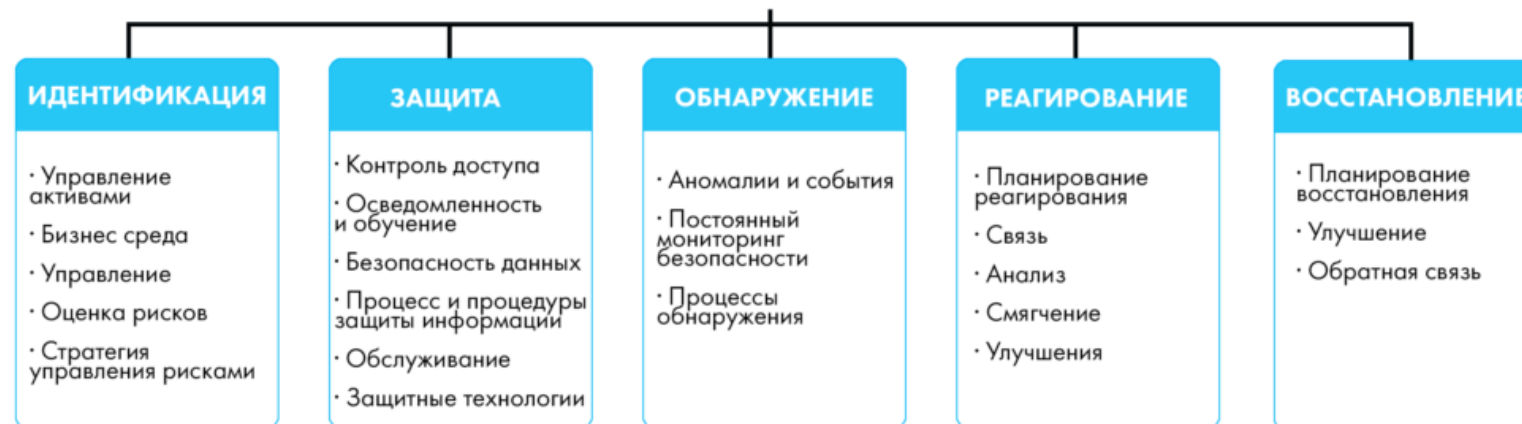 ИДЕНТИФИКАЦИЯ
· Управление
активами
· Бизнес среда
· Управление
· Оценка рисков
· Стратегия
управления рисками
ЗАЩИТА
· Контроль доступа
· Осведомленность
и обучение
· Безопасность данных
· Процесс и процедуры
защиты информации
· Обслуживание
· Защитные технологии
ОБНАРУЖЕНИЕ
· Аномалии и события
· Постоянный
мониторинг
безопасности
· Процессы
обнаружения
РЕАГИРОВАНИЕ
· Планирование
реагирования
· Связь
· Анализ
· Смягчение
· Улучшения
ВОССТАНОВЛЕНИЕ
· Планирование
восстановления
· Улучшение
· Обратная связь